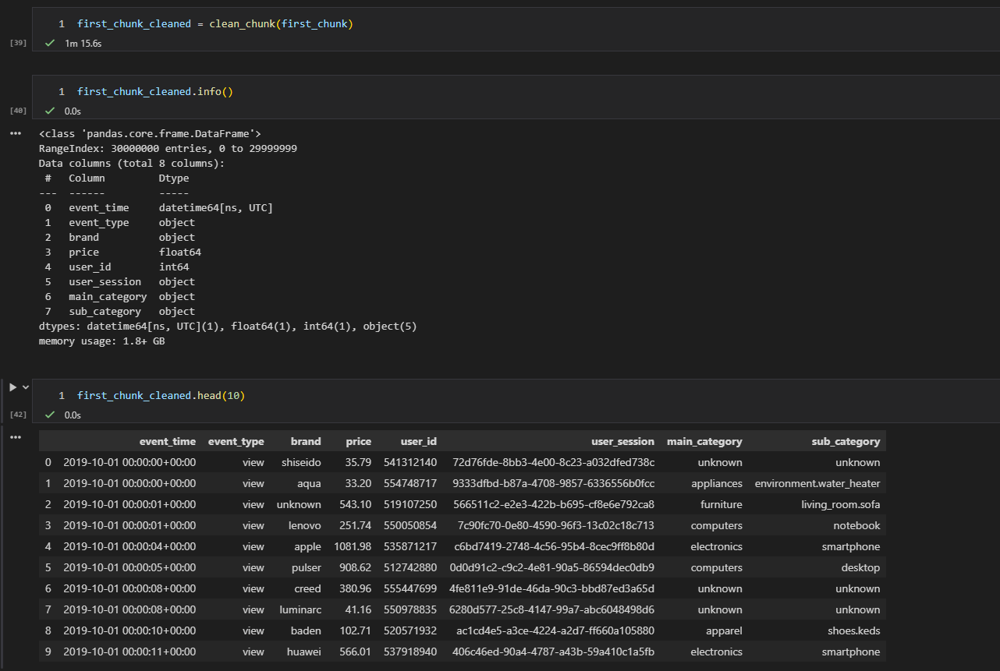 1 first_chunk_cleaned = clean_chunk(first_chunk)
[39] ✓ 1m 15.6s
1 first_chunk_cleaned.info()
[40] ✓ 0.0s
<class 'pandas.core.frame.DataFrame'>
RangeIndex: 30000000 entries, 0 to 29999999
Data columns (total 8 columns):
# Column Dtype
--- ------ -----
0 event_time datetime64[ns, UTC]
1 event_type object
2 brand object
3 price float64
4 user_id int64
5 user_session object
6 main_category object
7 sub_category object
dtypes: datetime64[ns, UTC](1), float64(1), int64(1), object(5)
memory usage: 1.8+ GB
1 first_chunk_cleaned.head(10)
[42] ✓ 0.0s
event_time event_type brand price user_id user_session main_category sub_category
0 2019-10-01 00:00:00+00:00 view shiseido 35.79 541312140 72d76fde-8bb3-4e00-8c23-a032dfed738c unknown unknown
1 2019-10-01 00:00:00+00:00 view aqua 33.20 554748717 9333dfbd-b87a-4708-9857-6336556b0fcc appliances environment.water_heater
2 2019-10-01 00:00:01+00:00 view unknown 543.10 519107250 566511c2-e2e3-422b-b695-cf8e6e792ca8 furniture living_room.sofa
3 2019-10-01 00:00:01+00:00 view lenovo 251.74 550050854 7c90fc70-0e80-4590-96f3-13c02c18c713 computers notebook
4 2019-10-01 00:00:04+00:00 view apple 1081.98 535871217 c6bd7419-2748-4c56-95b4-8cec9ff8b80d electronics smartphone
5 2019-10-01 00:00:05+00:00 view pulser 908.62 512742880 0d0d91c2-c9c2-4e81-90a5-86594dec0db9 computers desktop
6 2019-10-01 00:00:08+00:00 view creed 380.96 555447699 4fe811e9-91de-46da-90c3-bbd87ed3a65d unknown unknown
7 2019-10-01 00:00:08+00:00 view luminarc 41.16 550978835 6280d577-25c8-4147-99a7-abc6048498d6 unknown unknown
8 2019-10-01 00:00:10+00:00 view baden 102.71 520571932 ac1cd4e5-a3ce-4224-a2d7-ff660a105880 apparel shoes.keds
9 2019-10-01 00:00:11+00:00 view huawei 566.01 537918940 406c46ed-90a4-4787-a43b-59a410c1a5fb electronics smartphone